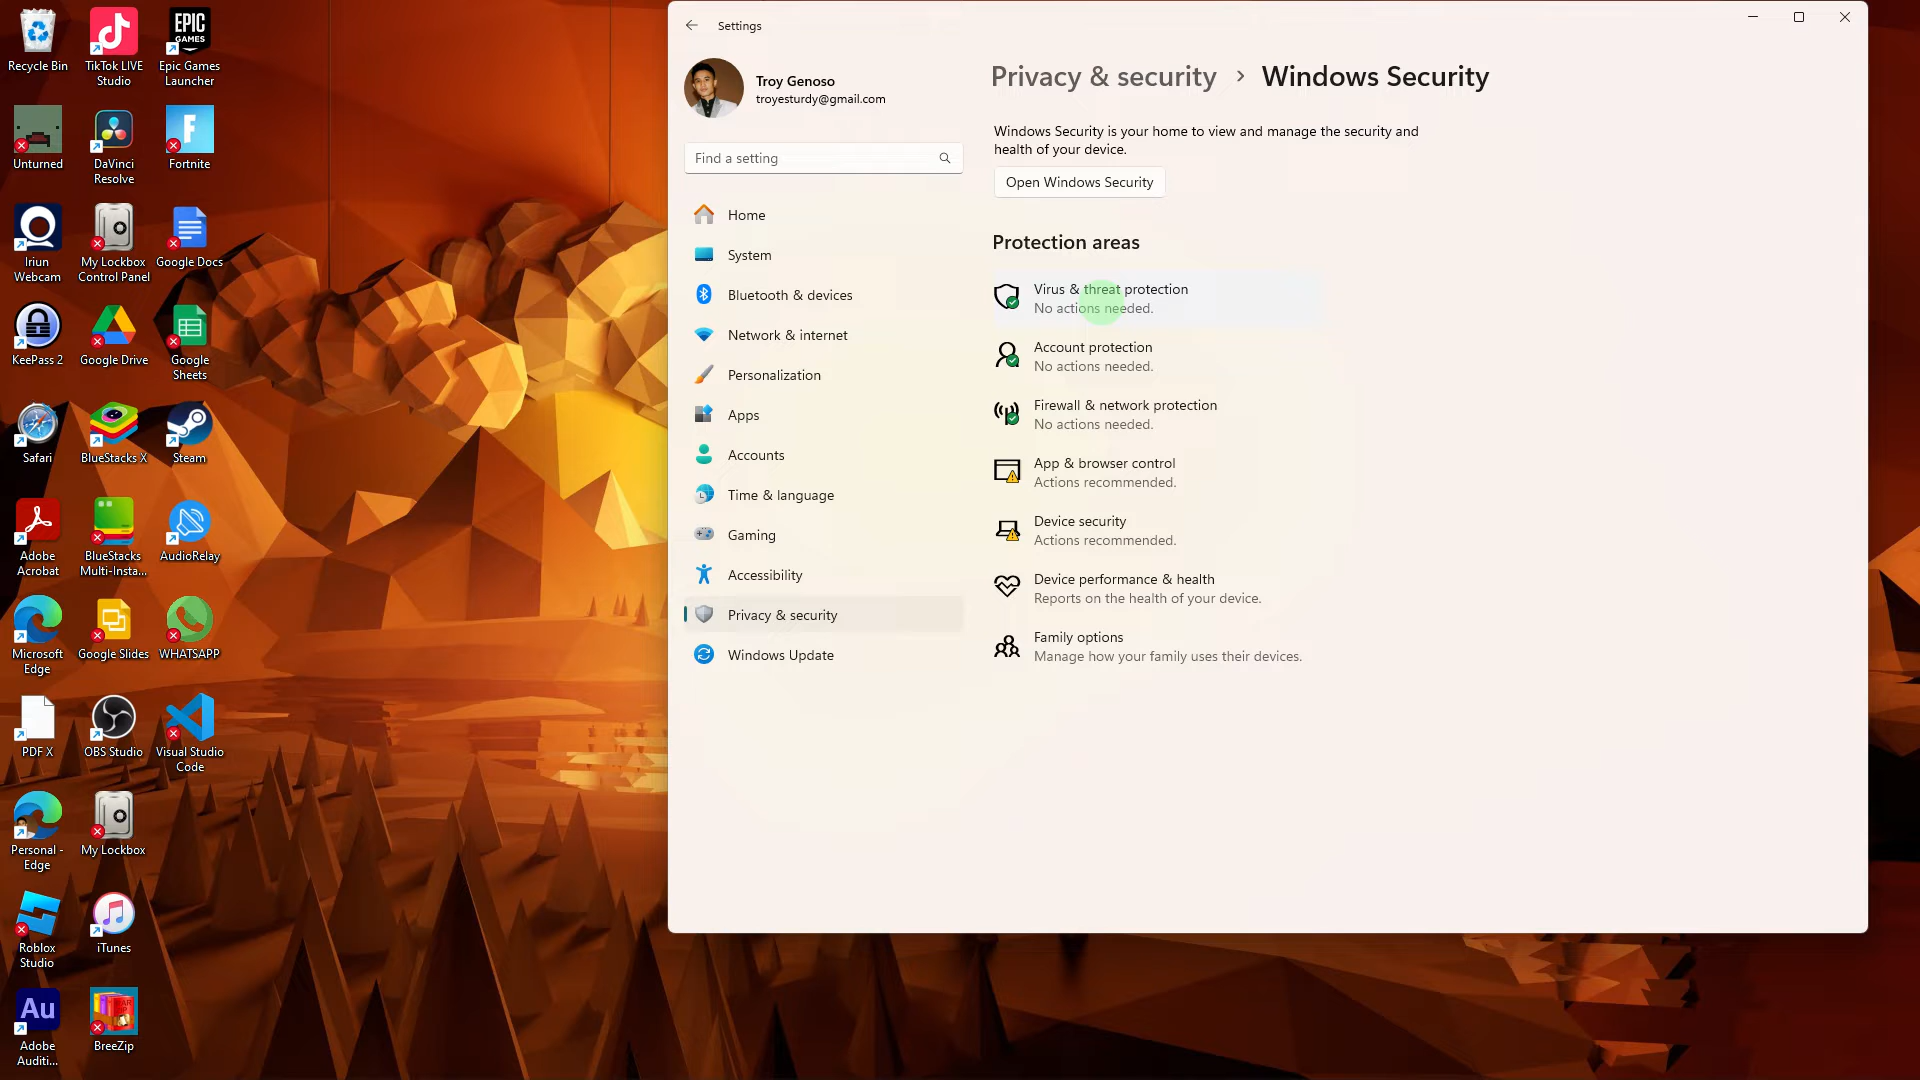 Recycle Bin
TikTok LIVE
Studio
EPIC
GAMES
Epic Games
Launcher
Unturned
DaVinci
Resolve
F
Fortnite
Iriun
Webcam
My Lockbox
Control Panel
Google Docs
KeePass 2
Google Drive
Google
Sheets
Safari
BlueStacks X
Steam
Adobe
Acrobat
BlueStacks
Multi-Insta...
AudioRelay
Microsoft
Edge
Google Slides
WHATSAPP
PDF X
OBS Studio
Visual Studio
Code
Personal -
Edge
My Lockbox
Roblox
Studio
iTunes
Au
Adobe
Auditi...
BreeZip
Settings
Troy Genoso
troyesturdy@gmail.com
Find a setting
Home
System
Bluetooth & devices
Network & internet
Personalization
Apps
Accounts
Time & language
Gaming
Accessibility
Privacy & security
Windows Update
Privacy & security > Windows Security
Windows Security is your home to view and manage the security and
health of your device.
Open Windows Security
Protection areas
Virus & threat protection
No actions needed.
Account protection
No actions needed.
Firewall & network protection
No actions needed.
App & browser control
Actions recommended.
Device security
Actions recommended.
Device performance & health
Reports on the health of your device.
Family options
Manage how your family uses their devices.